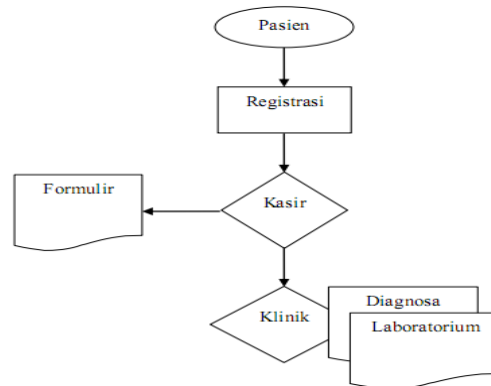 Pasien
Registrasi
Formulir
Kasir
Klinik
Diagnosa
Laboratorium